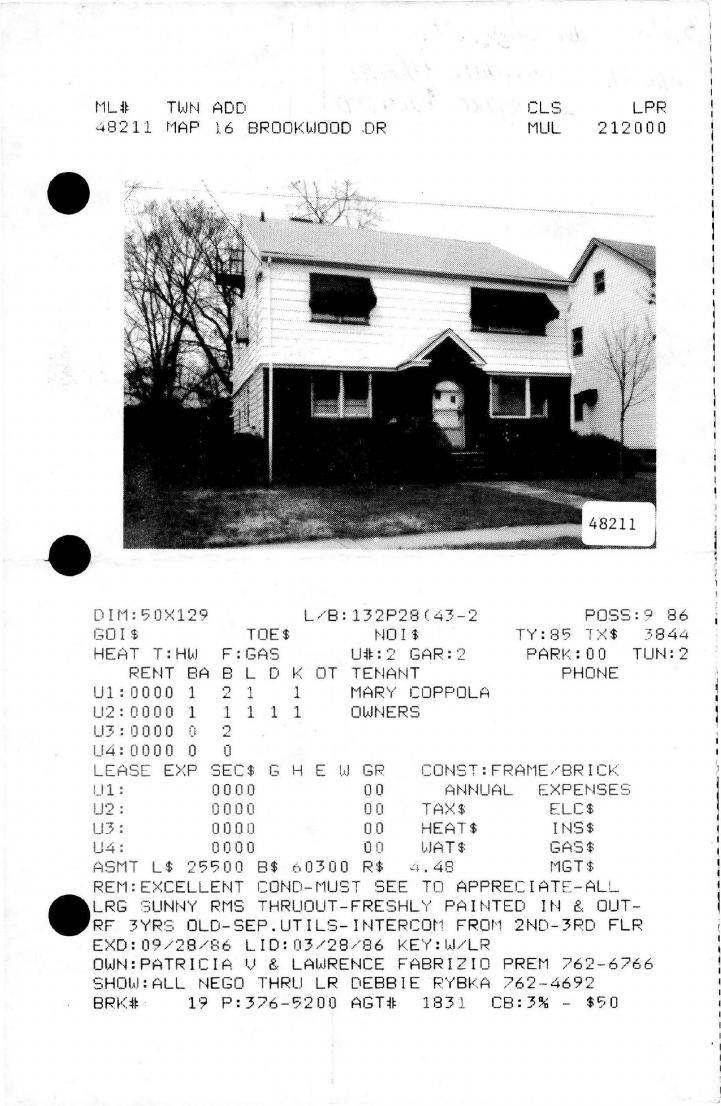 ML# TWN ADD CLS LPR
48211 MAP 16 BROOKWOOD DR MUL 212000
48211
DIM:50X129 L/B:132P28(43-2 POSS:9 86
GOI$ TOE$ NOI$ TY:85 TX$ 3844
HEAT T:HW F:GAS U#:2 GAR:2 PARK:00 TUN:2
RENT BA B L D K OT TENANT PHONE
U1:0000 1 2 1 1 MARY COPPOLA
U2:0000 1 1 1 1 1 OWNERS
U3:0000 0 2
U4:0000 0 0
LEASE EXP SEC$ G H E W GR CONST:FRAME/BRICK
U1: 0000 00 ANNUAL EXPENSES
U2: 0000 00 TAX$ ELC$
U3: 0000 00 HEAT$ INS$
U4: 0000 00 WAT$ GAS$
ASMT L$ 25500 B$ 60300 R$ 4.48 MGT$
REM:EXCELLENT COND-MUST SEE TO APPRECIATE-ALL
LRG SUNNY RMS THRUOUT-FRESHLY PAINTED IN & OUT-
RF 3YRS OLD-SEP.UTILS-INTERCOM FROM 2ND-3RD FLR
EXD:09/28/86 LID:03/28/86 KEY:W/LR
OWN:PATRICIA V & LAWRENCE FABRIZIO PREM 762-6766
SHOW:ALL NEGO THRU LR DEBBIE RYBKA 762-4692
BRK# 19 P:376-5200 AGT# 1831 CB:3% - $50